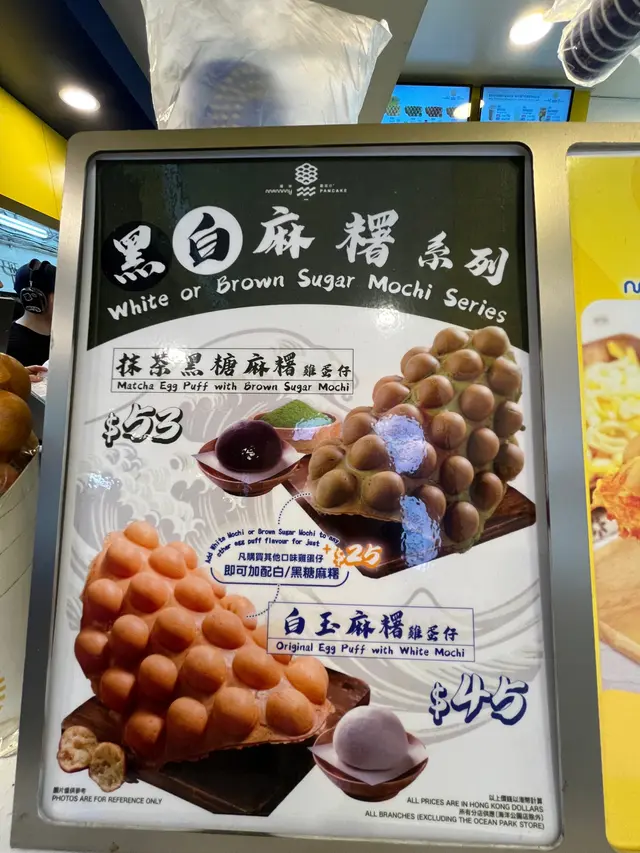 mammy PANCAKE
黑白麻糬系列
White or Brown Sugar Mochi Series
抹茶黑糖麻糬雞蛋仔
Matcha Egg Puff with Brown Sugar Mochi
$53
Add White Mochi or Brown Sugar Mochi to any
other egg puff flavour for just +$25
凡購買其他口味雞蛋仔
即可加配白/黑糖麻糬
白玉麻糬雞蛋仔
Original Egg Puff with White Mochi
$45
圖片僅供參考
PHOTOS ARE FOR REFERENCE ONLY
以上價錢以港幣計算
ALL PRICES ARE IN HONG KONG DOLLARS
所有分店供應(海洋公園店除外)
ALL BRANCHES (EXCLUDING THE OCEAN PARK STORE)